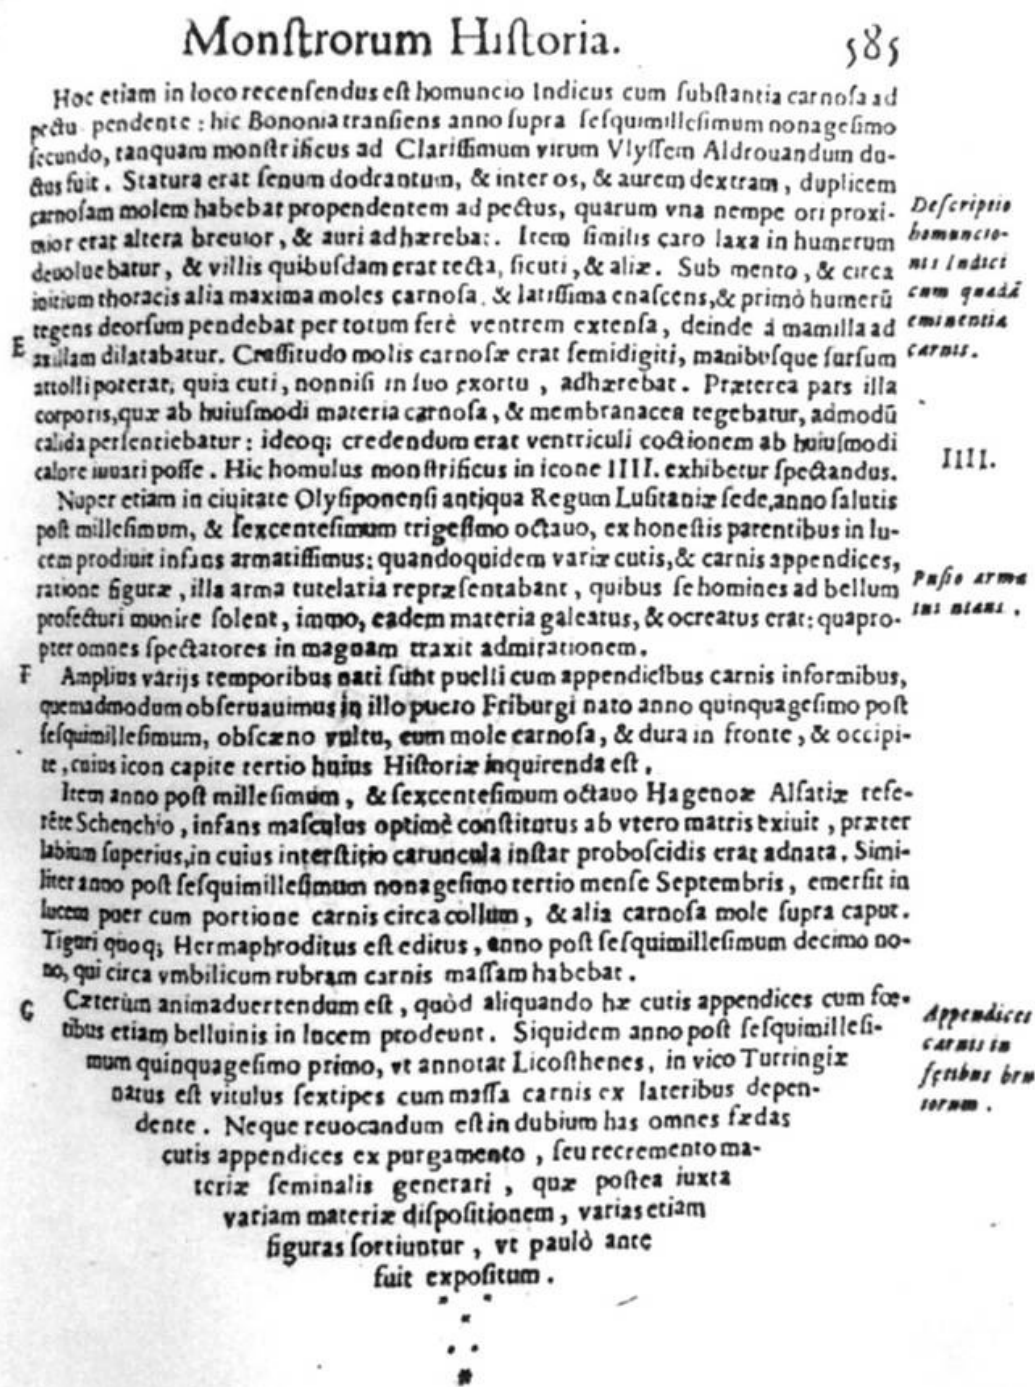 Monſtrorum Hiſtoria. 585
Hoc etiam in loco recenſendus eſt homuncio Indicus cum ſubſtantia carnoſa ad
pectu pendente : hic Bononia tranſiens anno ſupra ſeſquimilleſimum nonageſimo
ſecundo, tanquam monſtrificus ad Clariſſimum virum Vlyſſem Aldrouandum du-
ctus fuit . Statura erat ſenum dodrantum, & inter os, & aurem dextram , duplicem
carnoſam molem habebat propendentem ad pectus, quarum vna nempe ori proxi-
mior erat altera breuior , & auri adhærebat. Item ſimilis caro laxa in humerum
deuoluebatur , & villis quibuſdam erat tecta, ſicuti , & aliæ . Sub mento , & circa
initium thoracis alia maxima moles carnoſa, & latiſſima enaſcens,& primò humerū
tegens deorſum pendebat per totum ferè ventrem extenſa , deinde à mamilla ad
axillam dilatabatur. Craſſitudo molis carnoſæ erat ſemidigiti, manibuſque ſurſum
attolli poterat, quia cuti , nonniſi in ſuo exortu , adhærebat . Præterea pars illa
corporis,quæ ab huiuſmodi materia carnoſa , & membranacea tegebatur, admodū
calida perſentiebatur : ideoq; credendum erat ventriculi coctionem ab huiuſmodi
calore iuuari poſſe . Hic homulus monſtrificus in icone IIII. exhibetur ſpectandus.
Deſcriptio
homuncio-
nis Indici
cum quadā
eminentia
carnis.
E
IIII.
Nuper etiam in ciuitate Olyſiponenſi antiqua Regum Luſitaniæ ſede,anno ſalutis
poſt milleſimum, & ſexcenteſimum trigeſimo octauo, ex honeſtis parentibus in lu-
cem prodiuit infans armatiſſimus: quandoquidem variæ cutis,& carnis appendices,
ratione figuræ , illa arma tutelaria repræſentabant , quibus ſe homines ad bellum
profecturi munire ſolent , immo, eadem materia galeatus, & ocreatus erat: quapro-
pter omnes ſpectatores in magnam traxit admirationem.
Puſio arma
F
Amplius varijs temporibus nati ſunt puelli cum appendicibus carnis informibus,
quemadmodum obſeruauimus in illo puero Friburgi nato anno quinquageſimo poſt
ſeſquimilleſimum, obſcæno vultu, cum mole carnoſa, & dura in fronte , & occipi-
te , cuius icon capite tertio huius Hiſtoriæ inquirenda eſt .
Item anno poſt milleſimum , & ſexcenteſimum octauo Hagenoæ Alſatiæ refe-
rēte Schenchio , infans maſculus optimè conſtitutus ab vtero matris exiuit , præter
labium ſuperius,in cuius interſtitio caruncula inſtar proboſcidis erat adnata . Simi-
liter anno poſt ſeſquimilleſimum nonageſimo tertio menſe Septembris , emerſit in
lucem puer cum portione carnis circa collum , & alia carnoſa mole ſupra caput .
Tiguri quoq; Hermaphroditus eſt editus , anno poſt ſeſquimilleſimum decimo no-
no, qui circa vmbilicum rubram carnis maſſam habebat .
G
Cæterùm animaduertendum eſt , quòd aliquando hæ cutis appendices cum fœ-
tibus etiam belluinis in lucem prodeunt . Siquidem anno poſt ſeſquimilleſi-
mum quinquageſimo primo, vt annotat Licoſthenes, in vico Turringiæ
natus eſt vitulus ſextipes cum maſſa carnis ex lateribus depen-
dente . Neque reuocandum eſt in dubium has omnes fædas
cutis appendices ex purgamento , ſeu recremento ma-
teriæ ſeminalis generari , quæ poſtea iuxta
variam materiæ diſpoſitionem , varias etiam
figuras ſortiuntur , vt paulò ante
fuit expoſitum .
Appendices
carnis in
fętibus bru
torum .